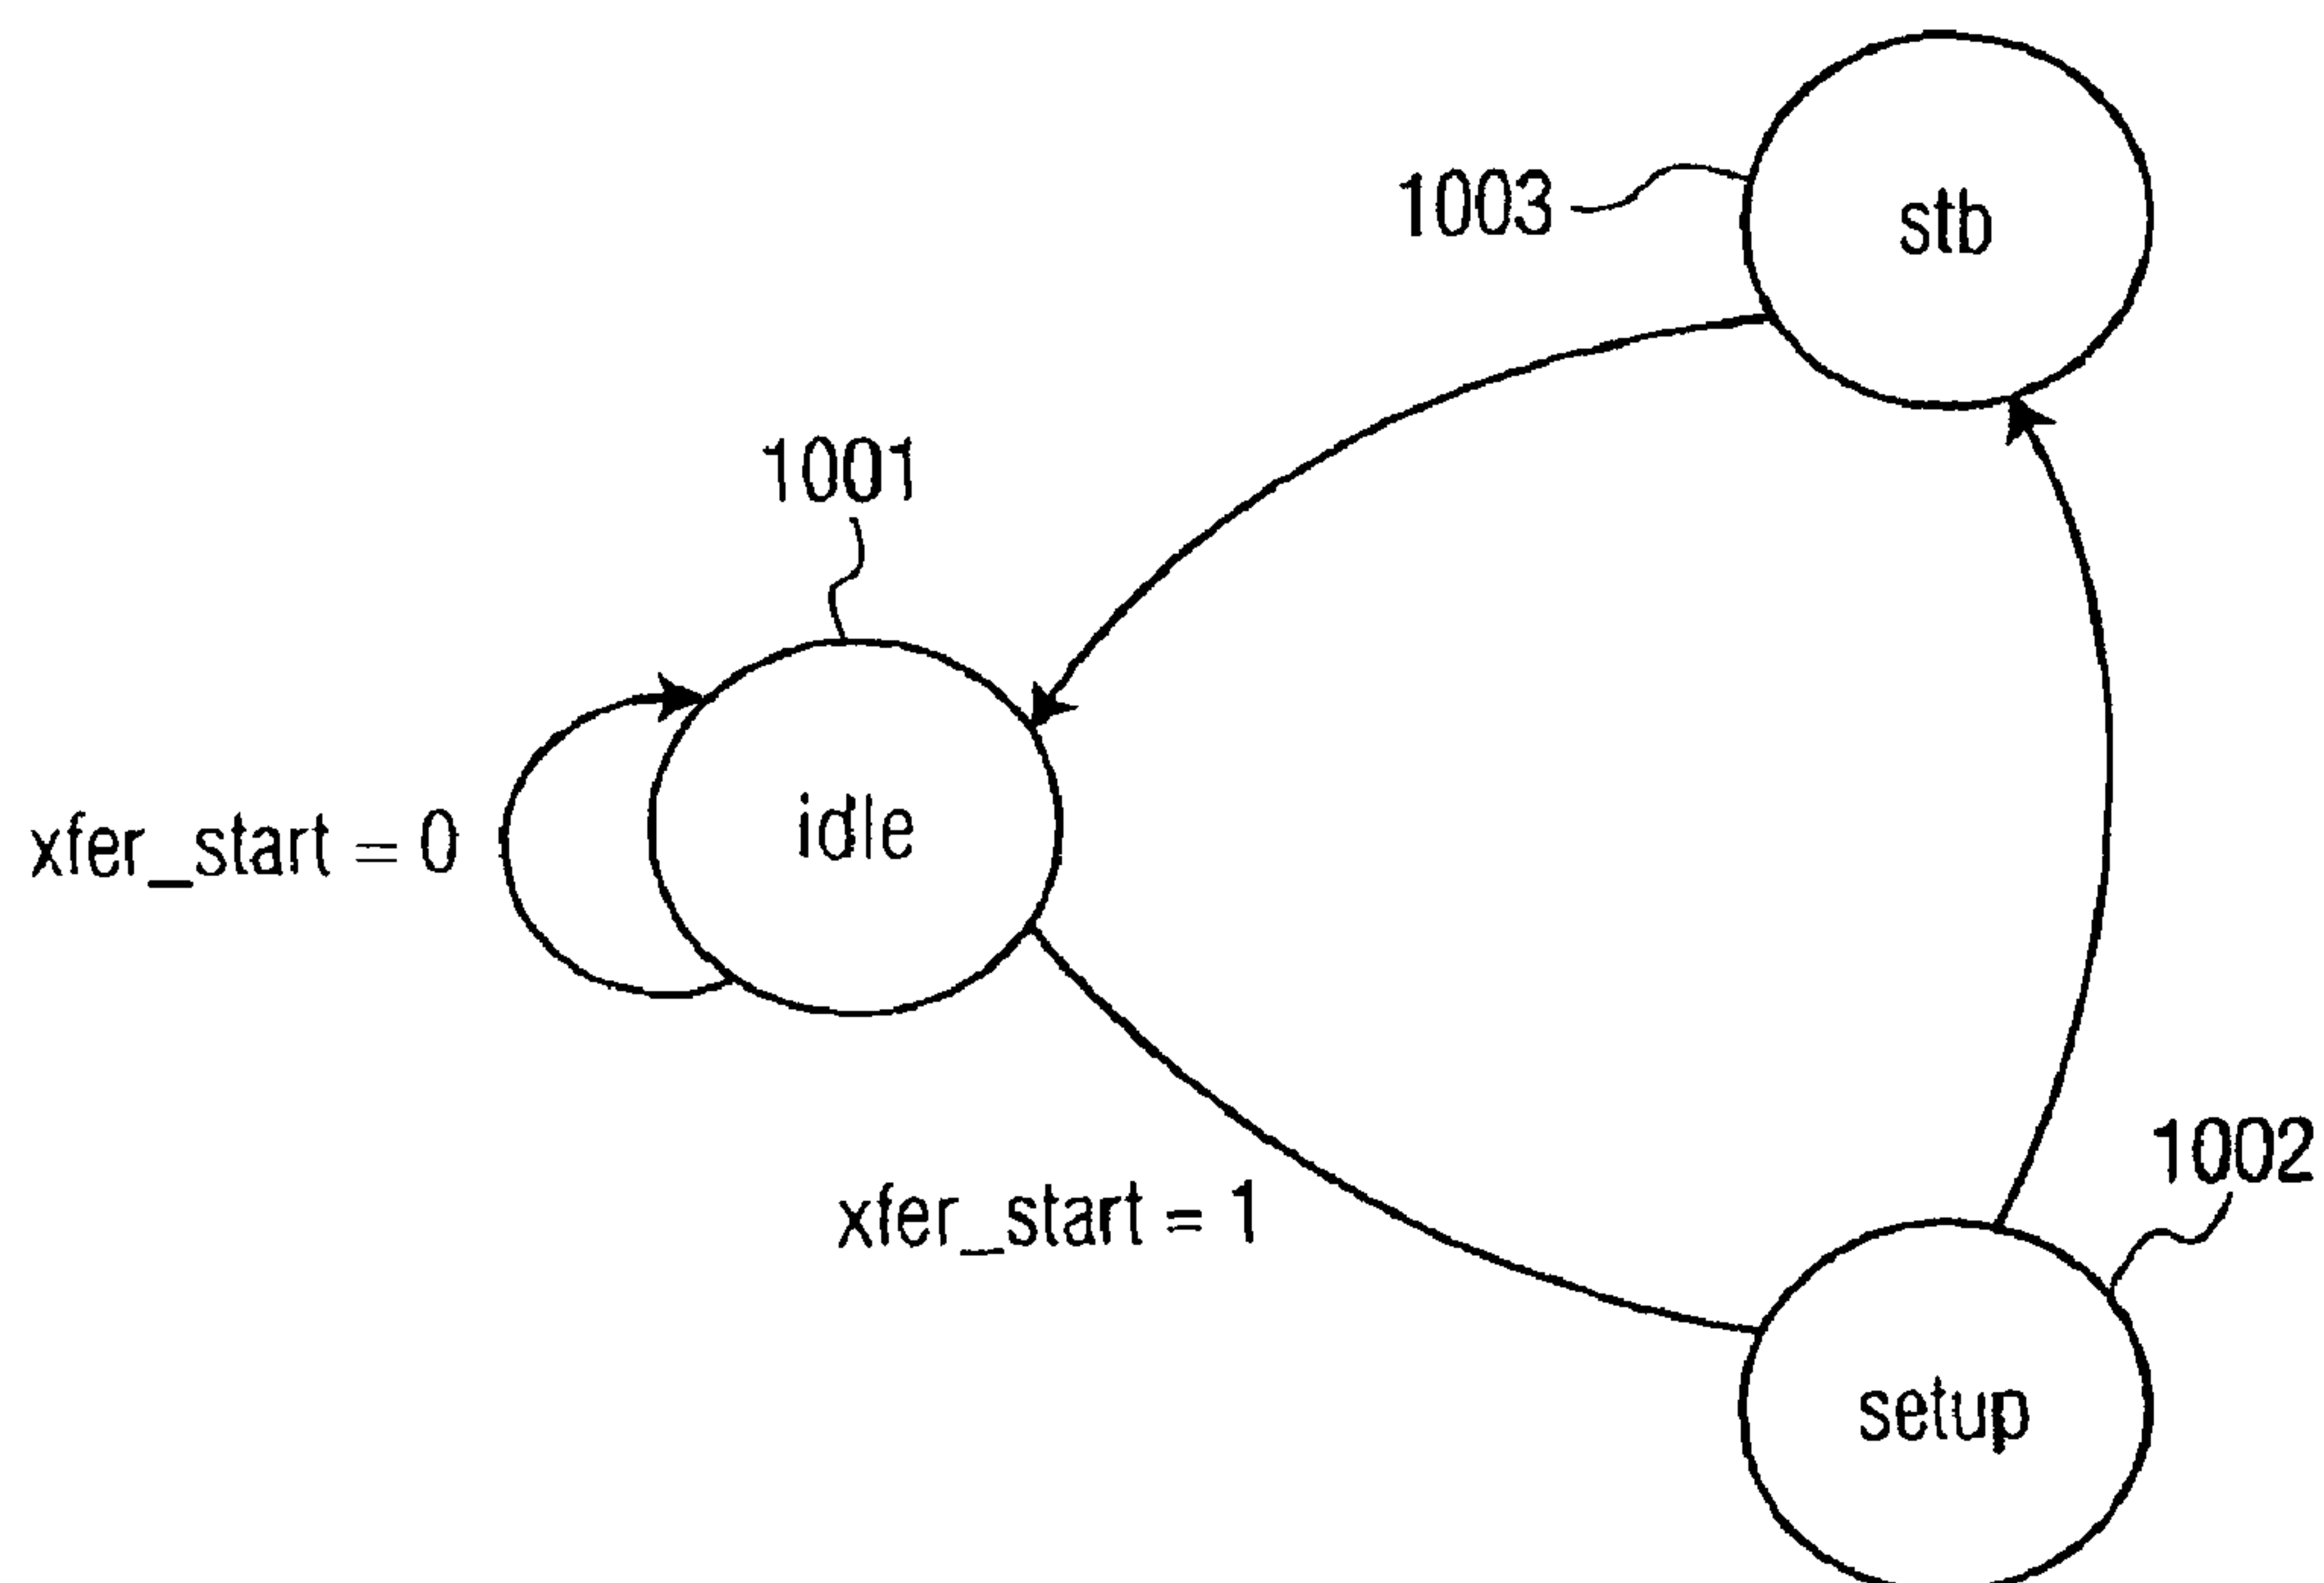 1003
stb
1001
idle
xfer_start = 0
1002
xfer_start = 1
setup